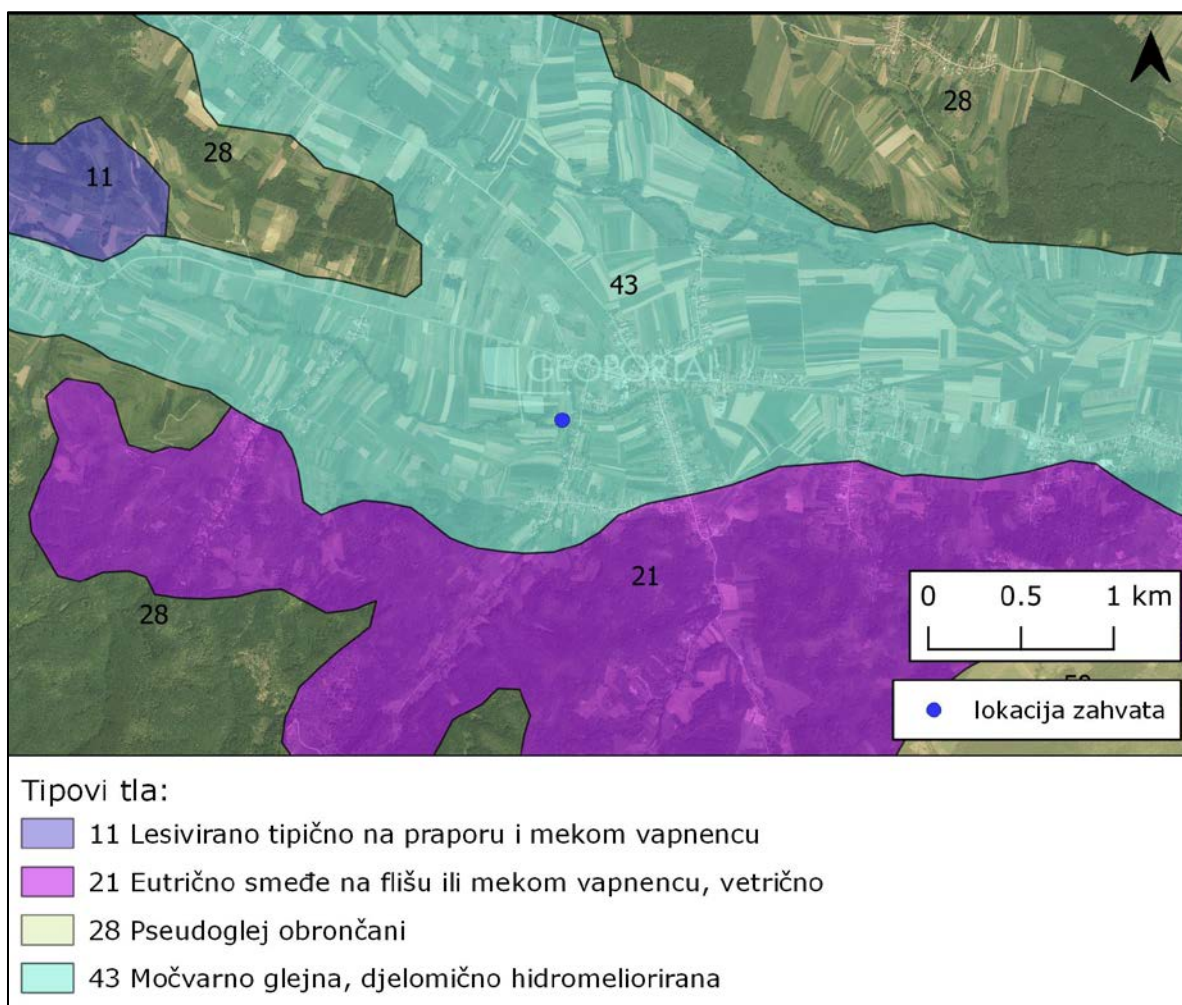 28
28
11
43
GEOPORTAL
21
28
0 0.5 1 km
lokacija zahvata
Tipovi tla:
11 Lesivirano tipično na praporu i mekom vapnencu
21 Eutrično smeđe na flišu ili mekom vapnencu, vetrično
28 Pseudoglej obrončani
43 Močvarno glejna, djelomično hidromeliorirana